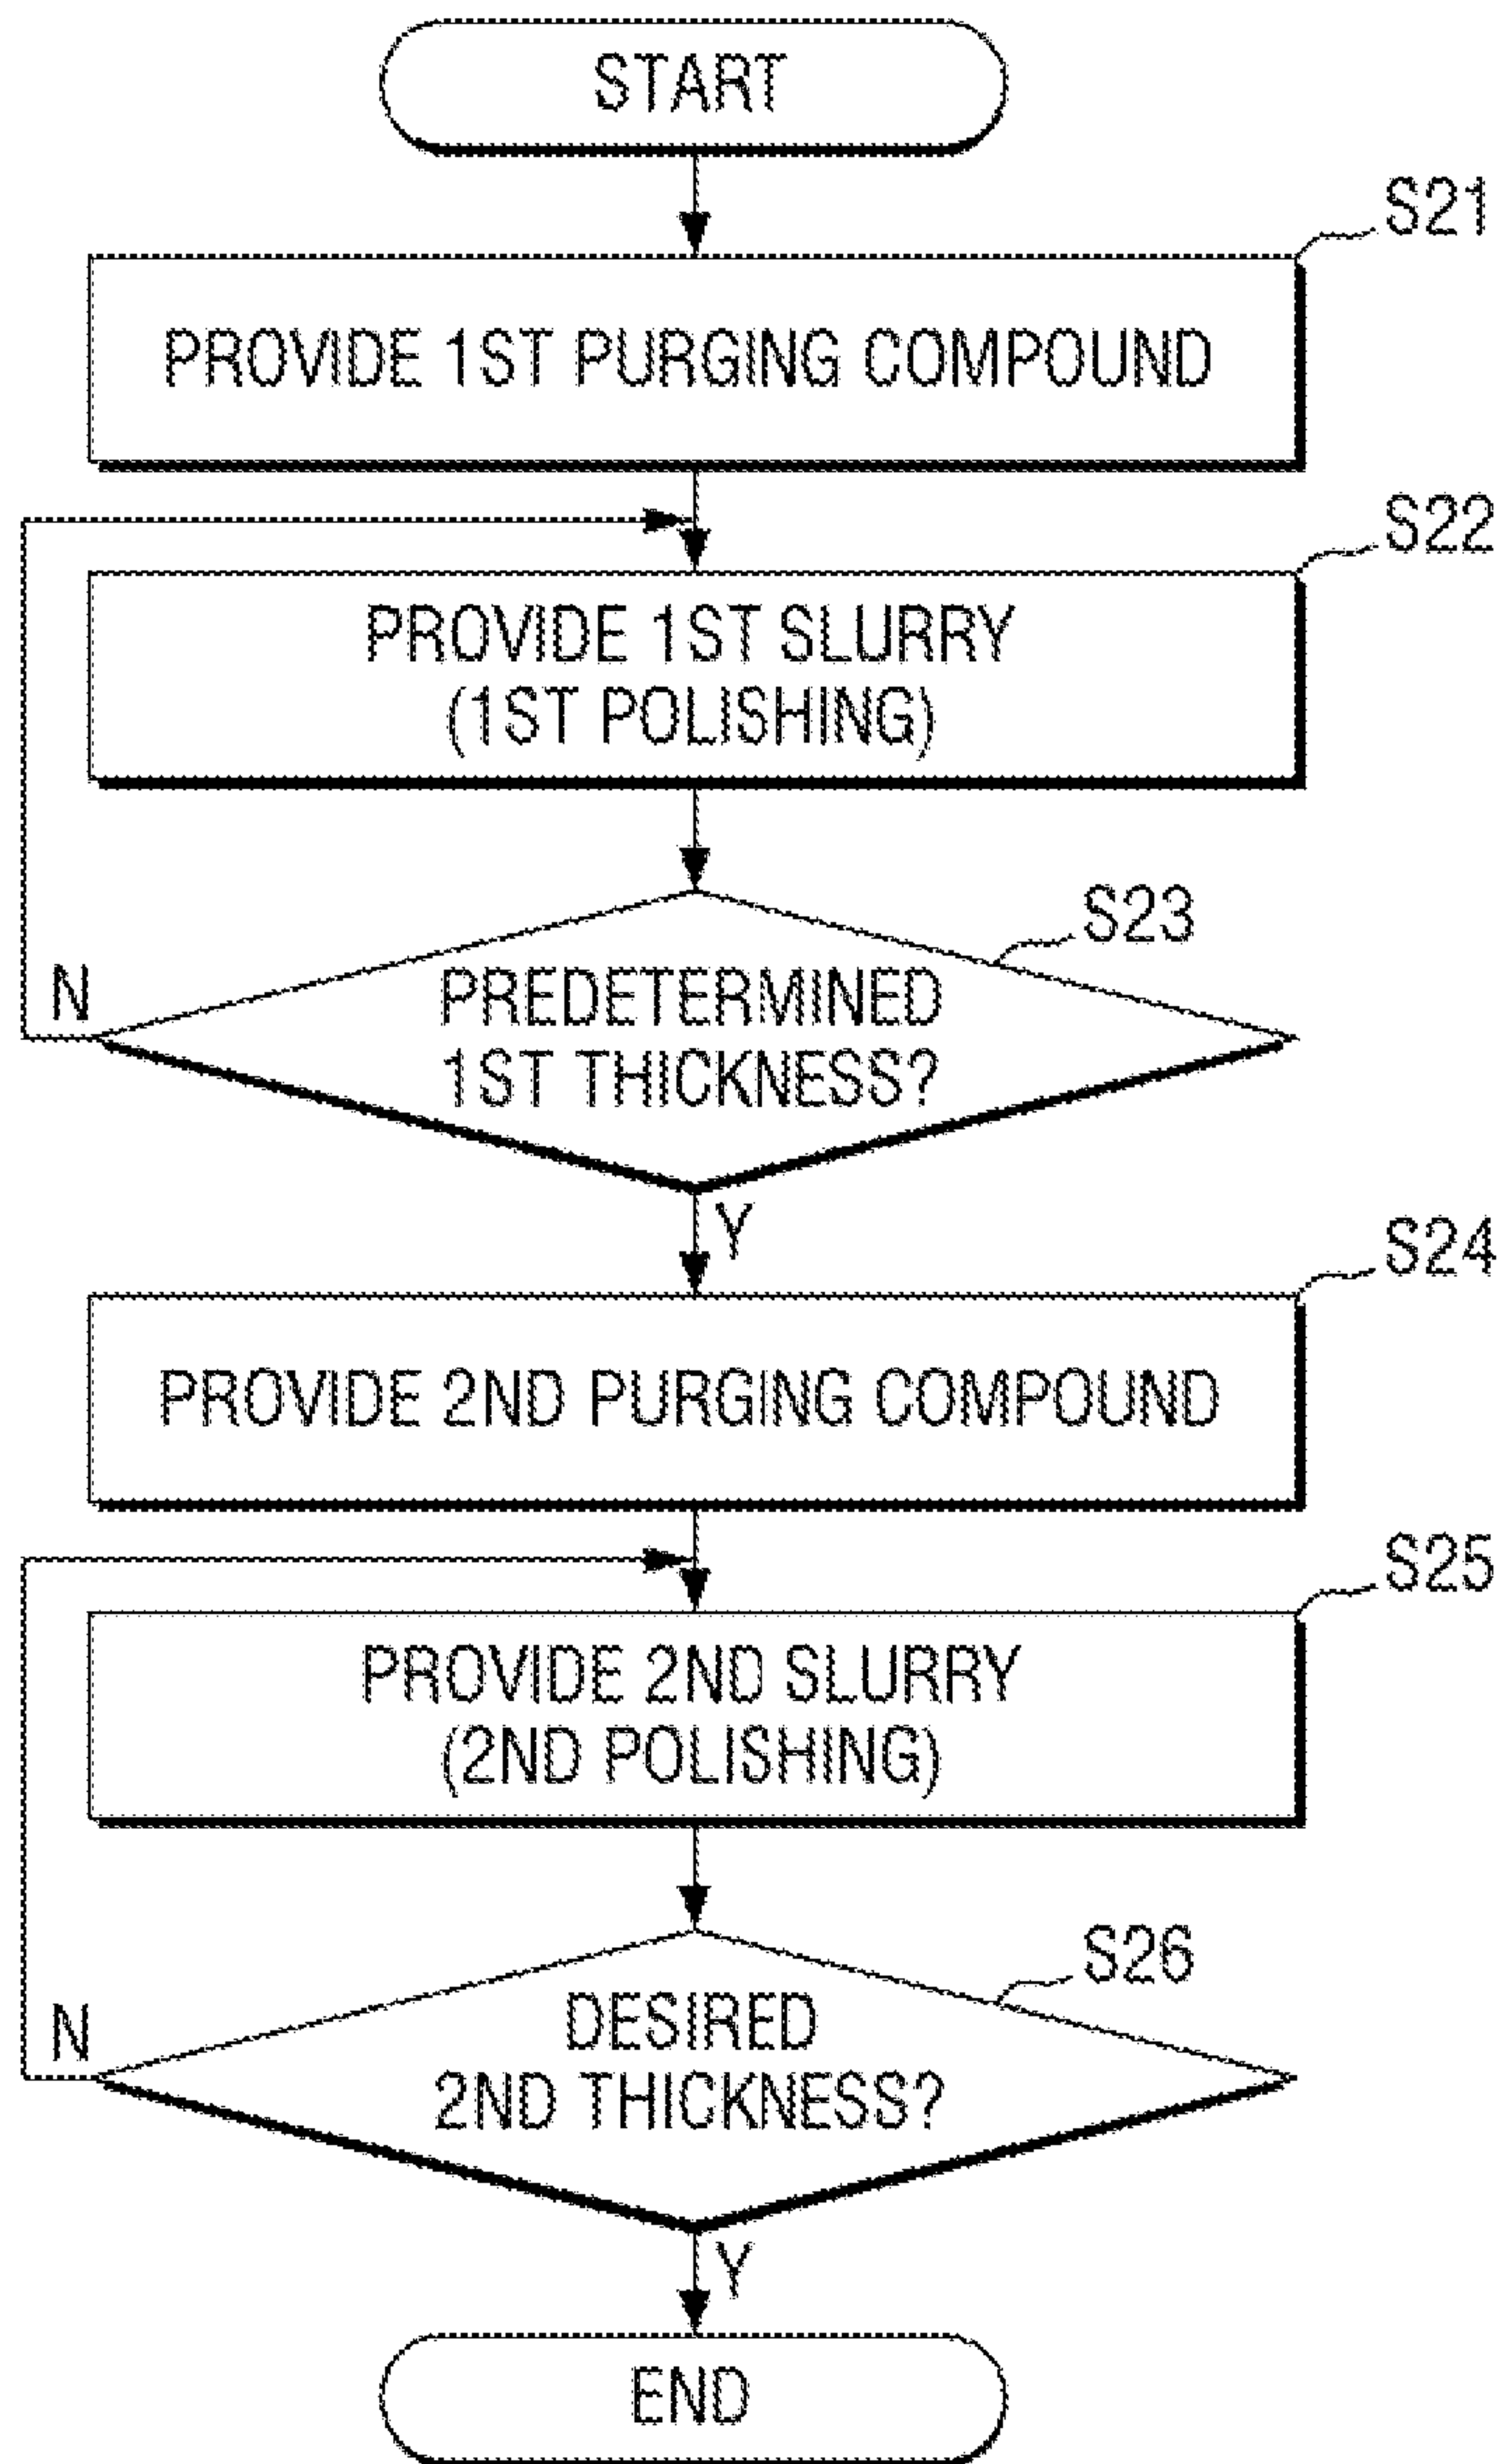 START
S21
PROVIDE 1ST PURGING COMPOUND
S22
PROVIDE 1ST SLURRY
(1ST POLISHING)
S23
PREDETERMINED
1ST THICKNESS?
N
Y
S24
PROVIDE 2ND PURGING COMPOUND
S25
PROVIDE 2ND SLURRY
(2ND POLISHING)
S26
DESIRED
2ND THICKNESS?
N
Y
END